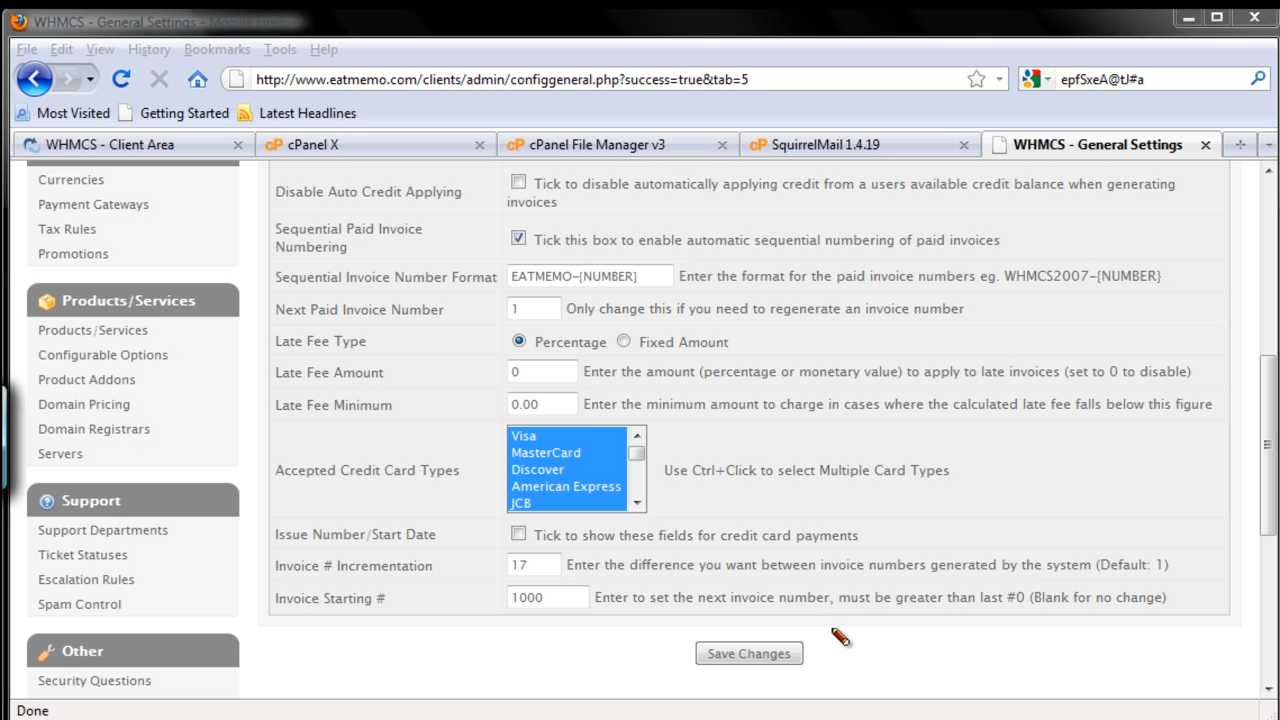 WHMCS - General Settings - Mozilla Firefox
File Edit View History Bookmarks Tools Help
http://www.eatmemo.com/clients/admin/configgeneral.php?success=true&tab=5
epfSxeA@tJ#a
Most Visited Getting Started Latest Headlines
WHMCS - Client Area
cPanel X
cPanel File Manager v3
SquirrelMail 1.4.19
WHMCS - General Settings
Currencies
Payment Gateways
Tax Rules
Promotions
Products/Services
Products/Services
Configurable Options
Product Addons
Domain Pricing
Domain Registrars
Servers
Support
Support Departments
Ticket Statuses
Escalation Rules
Spam Control
Other
Security Questions
Disable Auto Credit Applying
Tick to disable automatically applying credit from a users available credit balance when generating
invoices
Sequential Paid Invoice
Numbering
Tick this box to enable automatic sequential numbering of paid invoices
Sequential Invoice Number Format
EATMEMO-{NUMBER}
Enter the format for the paid invoice numbers eg. WHMCS2007-{NUMBER}
Next Paid Invoice Number
1
Only change this if you need to regenerate an invoice number
Late Fee Type
Percentage
Fixed Amount
Late Fee Amount
0
Enter the amount (percentage or monetary value) to apply to late invoices (set to 0 to disable)
Late Fee Minimum
0.00
Enter the minimum amount to charge in cases where the calculated late fee falls below this figure
Accepted Credit Card Types
Visa
MasterCard
Discover
American Express
JCB
Use Ctrl+Click to select Multiple Card Types
Issue Number/Start Date
Tick to show these fields for credit card payments
Invoice # Incrementation
17
Enter the difference you want between invoice numbers generated by the system (Default: 1)
Invoice Starting #
1000
Enter to set the next invoice number, must be greater than last #0 (Blank for no change)
Save Changes
Done